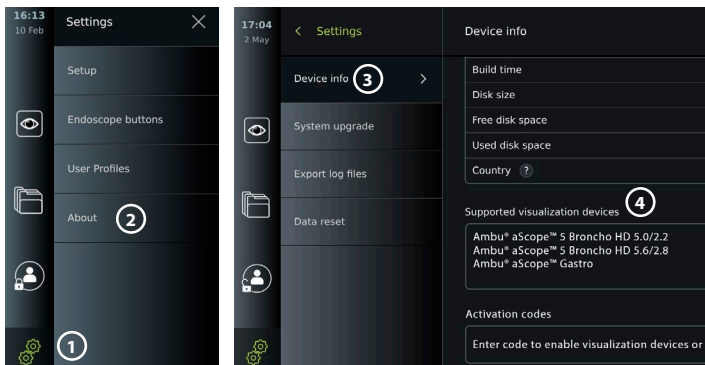 16:13
10 Feb
Settings
Setup
Endoscope buttons
User Profiles
About
2
1
17:04
2 May
Settings
Device info
3
System upgrade
Export log files
Data reset
Device info
Build time
Disk size
Free disk space
Used disk space
Country ?
4
Supported visualization devices
Ambu® aScope™ 5 Broncho HD 5.0/2.2
Ambu® aScope™ 5 Broncho HD 5.6/2.8
Ambu® aScope™ Gastro
Activation codes
Enter code to enable visualization devices or